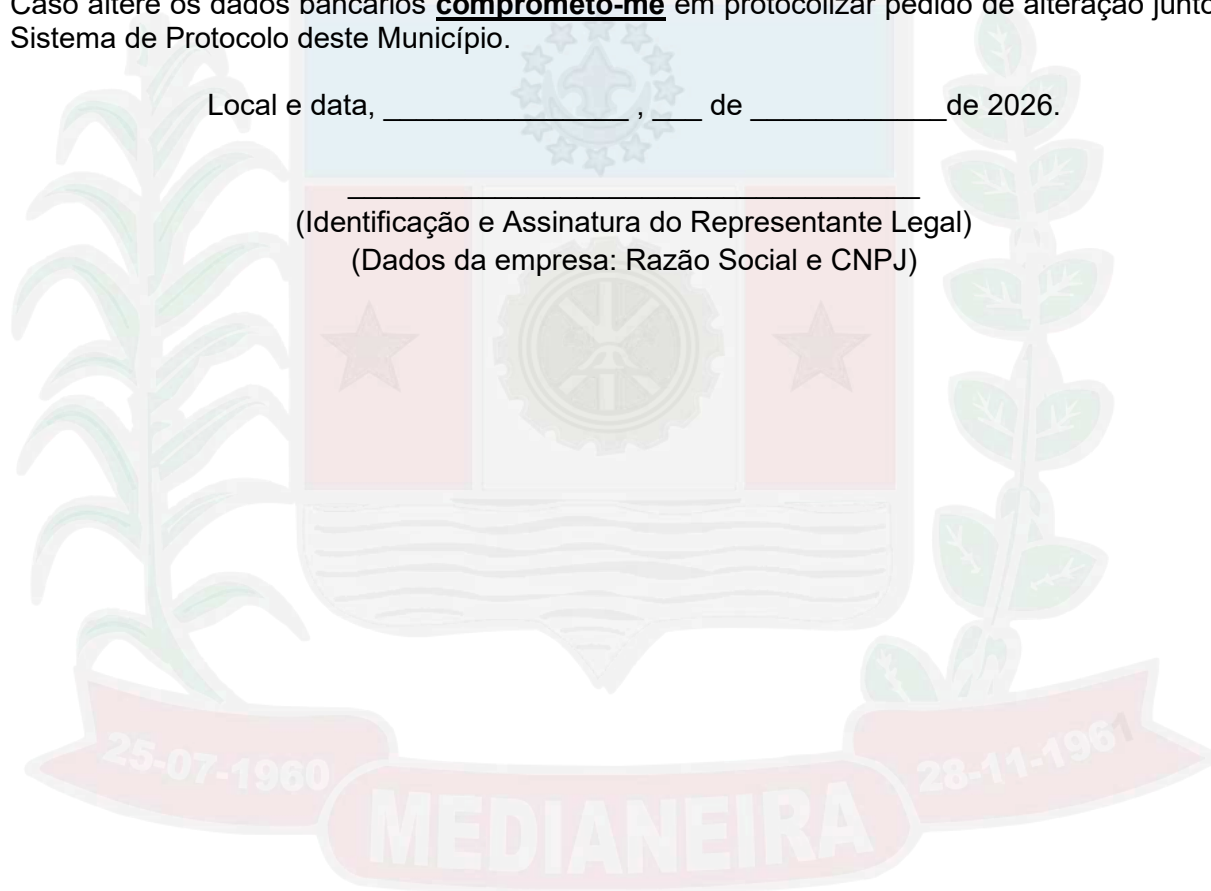 Caso altere os dados bancários comprometo-me em protocolizar pedido de alteração junto
Sistema de Protocolo deste Município.
Local e data, _______________ , ___ de ____________de 2026.
___________________________________
(Identificação e Assinatura do Representante Legal)
(Dados da empresa: Razão Social e CNPJ)
25-07-1960
28-11-1961
MEDIANEIRA